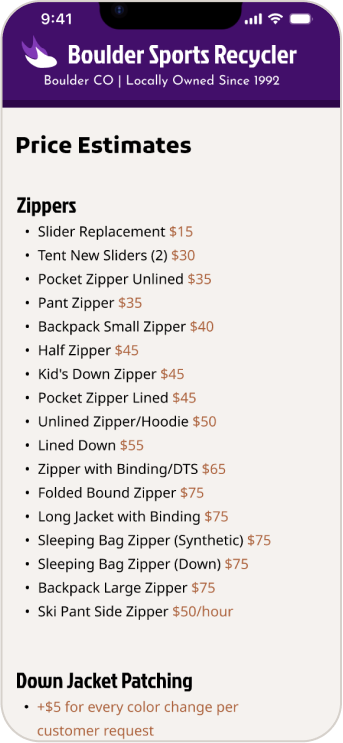 9:41
Boulder Sports Recycler
Boulder CO | Locally Owned Since 1992
Price Estimates
Zippers
• Slider Replacement $15
• Tent New Sliders (2) $30
• Pocket Zipper Unlined $35
• Pant Zipper $35
• Backpack Small Zipper $40
• Half Zipper $45
• Kid's Down Zipper $45
• Pocket Zipper Lined $45
• Unlined Zipper/Hoodie $50
• Lined Down $55
• Zipper with Binding/DTS $65
• Folded Bound Zipper $75
• Long Jacket with Binding $75
• Sleeping Bag Zipper (Synthetic) $75
• Sleeping Bag Zipper (Down) $75
• Backpack Large Zipper $75
• Ski Pant Side Zipper $50/hour
Down Jacket Patching
• +$5 for every color change per
customer request